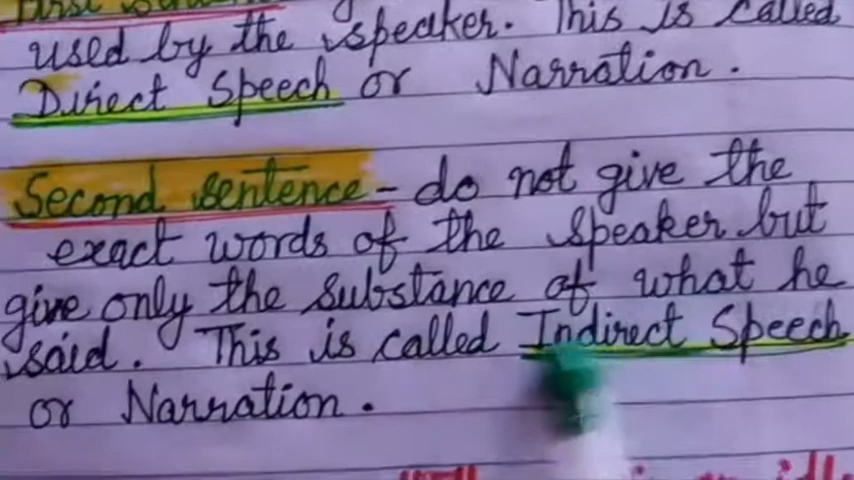 First
used by the speaker. This is called
Direct Speech or Narration.
Second sentence - do not give the
exact words of the speaker but
give only the substance of what he
said. This is called Indirect Speech
or Narration.